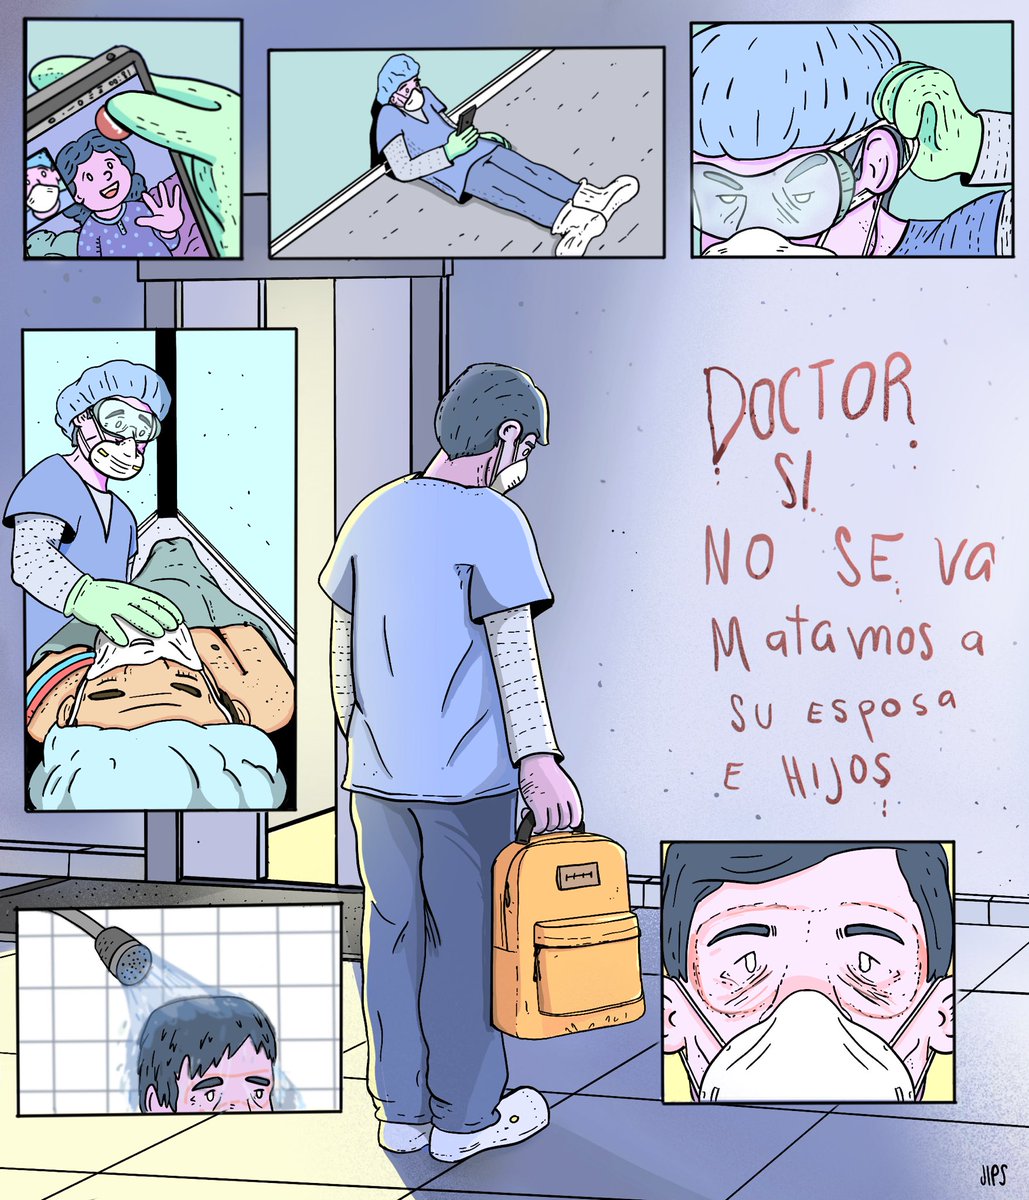 DOCTOR
SI
NO SE Va
Matamos a
SU ESPOSA
E HIJOS
JIPS